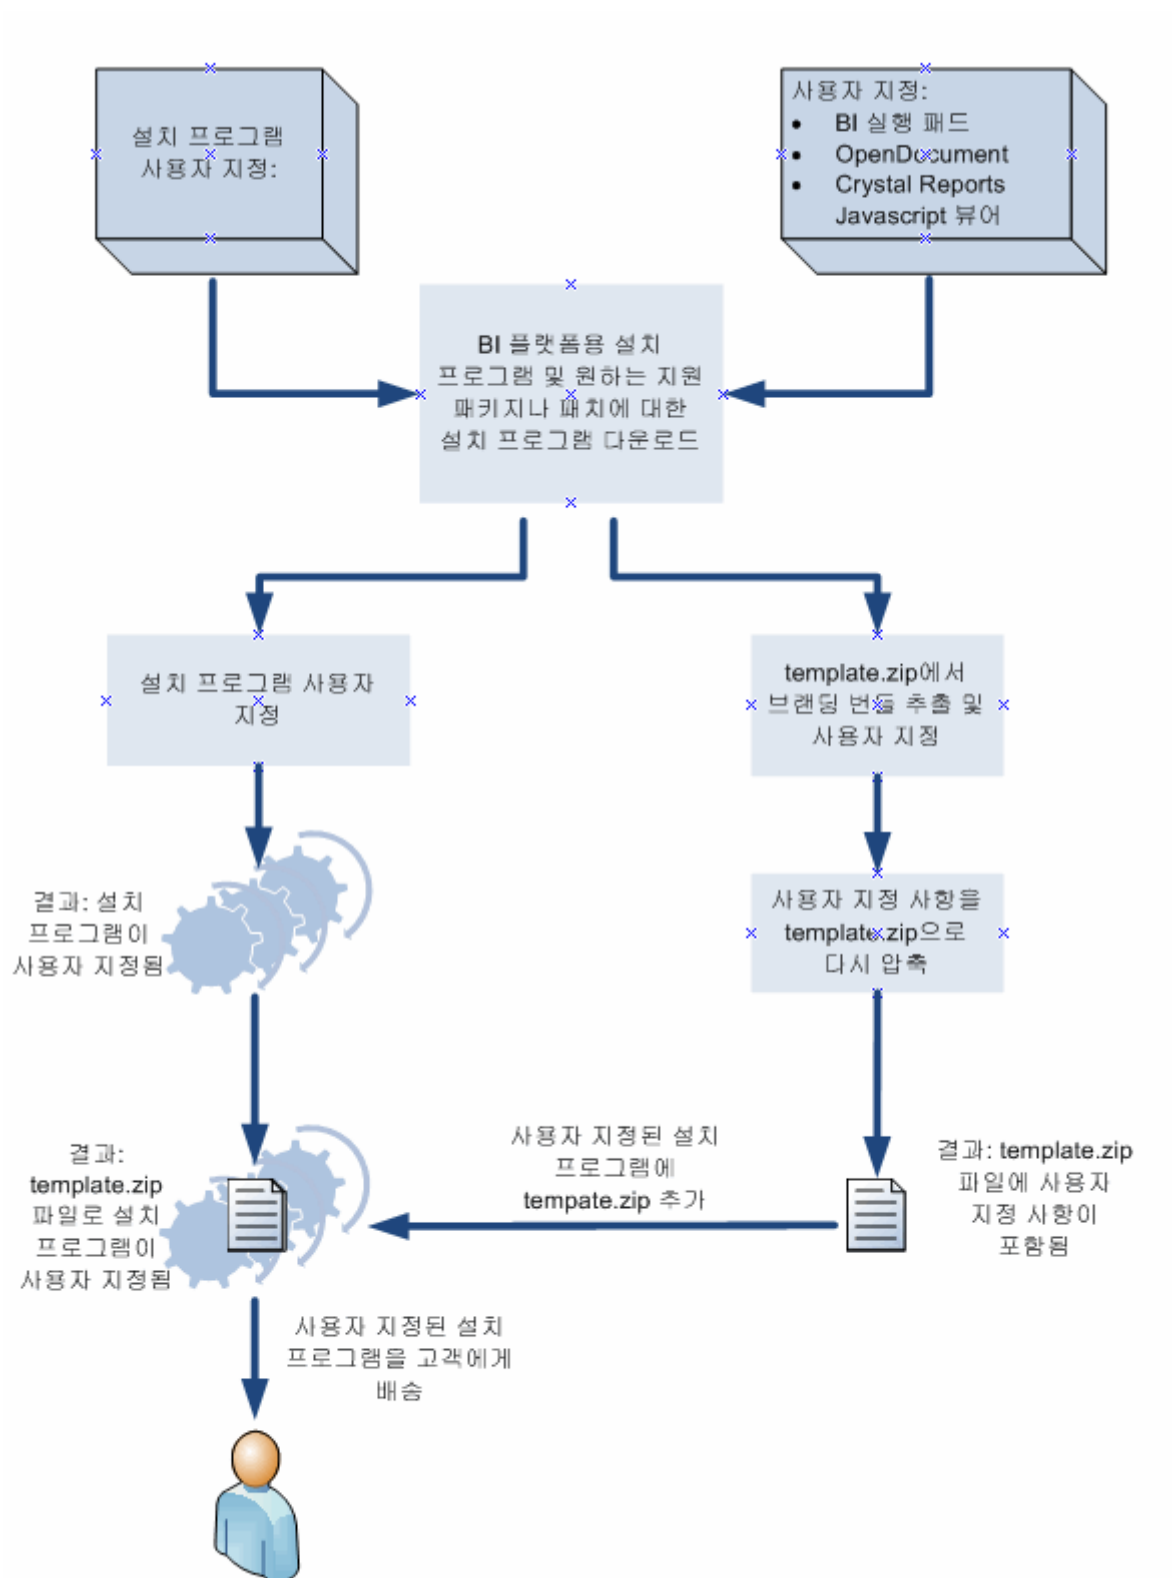 설치 프로그램
사용자 지정:
사용자 지정:
• BI 실행 패드
• OpenDocument
• Crystal Reports
Javascript 뷰어
BI 플랫폼용 설치
프로그램 및 원하는 지원
패키지나 패치에 대한
설치 프로그램 다운로드
설치 프로그램 사용자
지정
template.zip에서
브랜딩 번들 추출 및
사용자 지정
결과: 설치
프로그램이
사용자 지정됨
사용자 지정 사항을
template.zip으로
다시 압축
사용자 지정된 설치
프로그램에
tempate.zip 추가
결과:
template.zip
파일로 설치
프로그램이
사용자 지정됨
결과: template.zip
파일에 사용자
지정 사항이
포함됨
사용자 지정된 설치
프로그램을 고객에게
배송